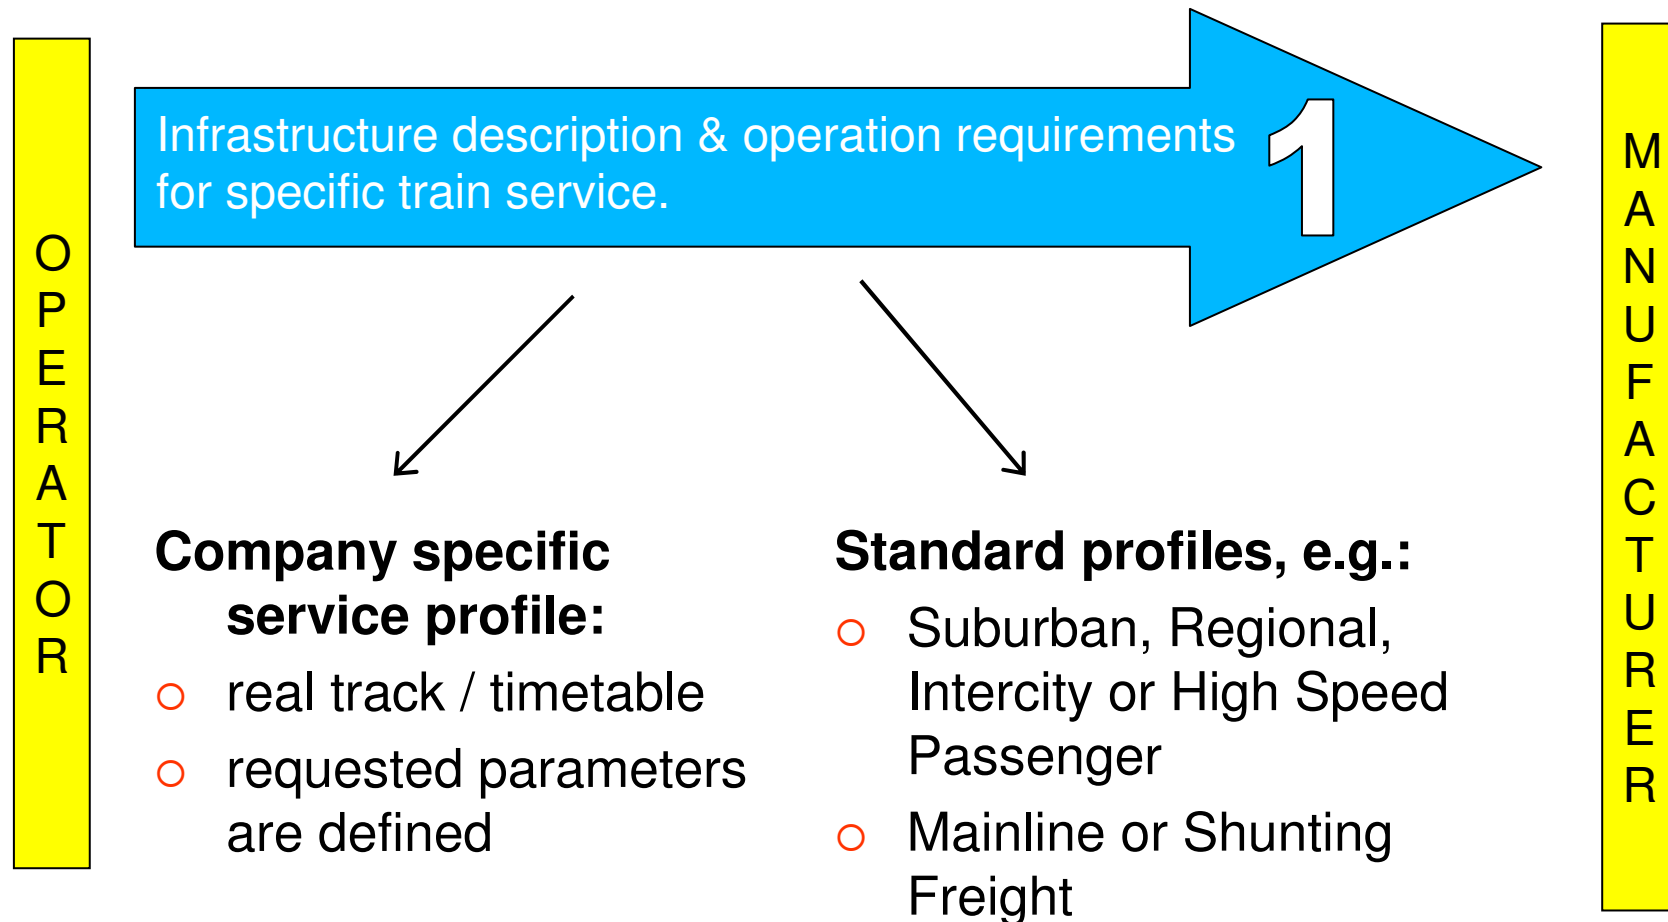 OPERATOR
Infrastructure description & operation requirements
for specific train service.
1
Company specific
service profile:
real track / timetable
requested parameters
are defined
Standard profiles, e.g.:
Suburban, Regional,
Intercity or High Speed
Passenger
Mainline or Shunting
Freight
MANUFACTURER